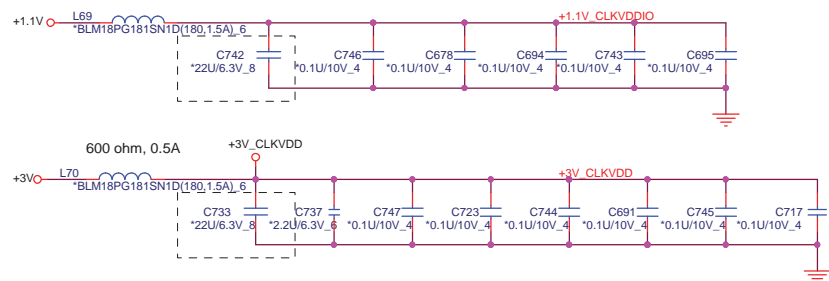 +1.1V L69 +1.1V_CLKVDDIO
*BLM18PG181SN1D(180,1.5A)_6
C742 C746 C678 C694 C743 C695
*22U/6.3V_8 *0.1U/10V_4 *0.1U/10V_4 *0.1U/10V_4 *0.1U/10V_4 *0.1U/10V_4
600 ohm, 0.5A +3V_CLKVDD
+3V L70 +3V_CLKVDD
*BLM18PG181SN1D(180,1.5A)_6
C733 C737 C747 C723 C744 C691 C745 C717
*22U/6.3V_8 *2.2U/6.3V_6 *0.1U/10V_4 *0.1U/10V_4 *0.1U/10V_4 *0.1U/10V_4 *0.1U/10V_4 *0.1U/10V_4